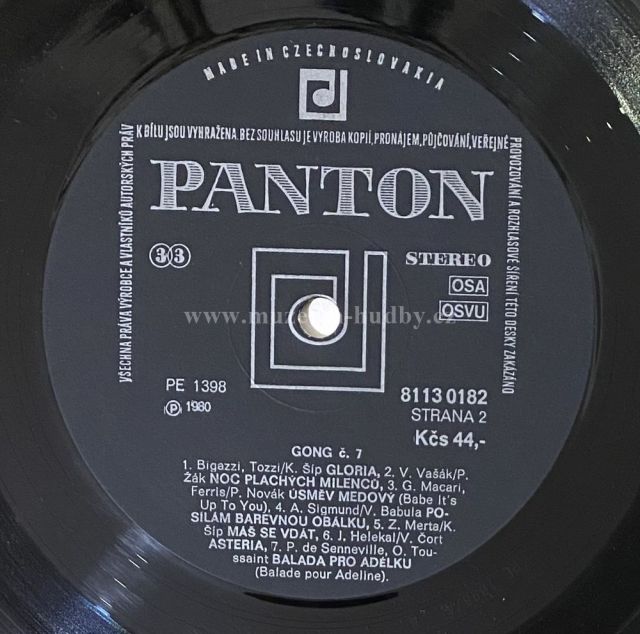 MADE IN CZECHOSLOVAKIA
VŠECHNA PRÁVA VÝROBCE A VLASTNÍKŮ AUTORSKÝCH PRÁV
K DÍLU JSOU VYHRAŽENA. BEZ SOUHLASU JE VÝROBA KOPIÍ, PRONÁJEM, PŮJČOVÁNÍ, VEŘEJNÉ
PROVOZOVÁNÍ A ROZHLASOVÉ ŠÍŘENÍ TÉTO DESKY ZAKÁZÁNO
PANTON
33
STEREO
OSA
OSVU
www.muzeum-hudby.cz
PE 1398
8113 0182
Ⓟ 1980
STRANA 2
Kčs 44,-
GONG č. 7
1. Bigazzi, Tozzi/K. Šíp GLORIA, 2. V. Vašák/P.
Žák NOC PLACHÝCH MILENCŮ, 3. G. Macari,
Ferris/P. Novák ÚSMĚV MEDOVÝ (Babe It's
Up To You), 4. A. Sigmund/V. Babula PO-
SÍLÁM BAREVNOU OBÁLKU, 5. Z. Merta/K.
Šíp MÁŠ SE VDÁT, 6. J. Helekal/V. Čort
ASTERIA, 7. P. de Senneville, O. Tou-
ssaint BALADA PRO ADÉLKU
(Balade pour Adeline).